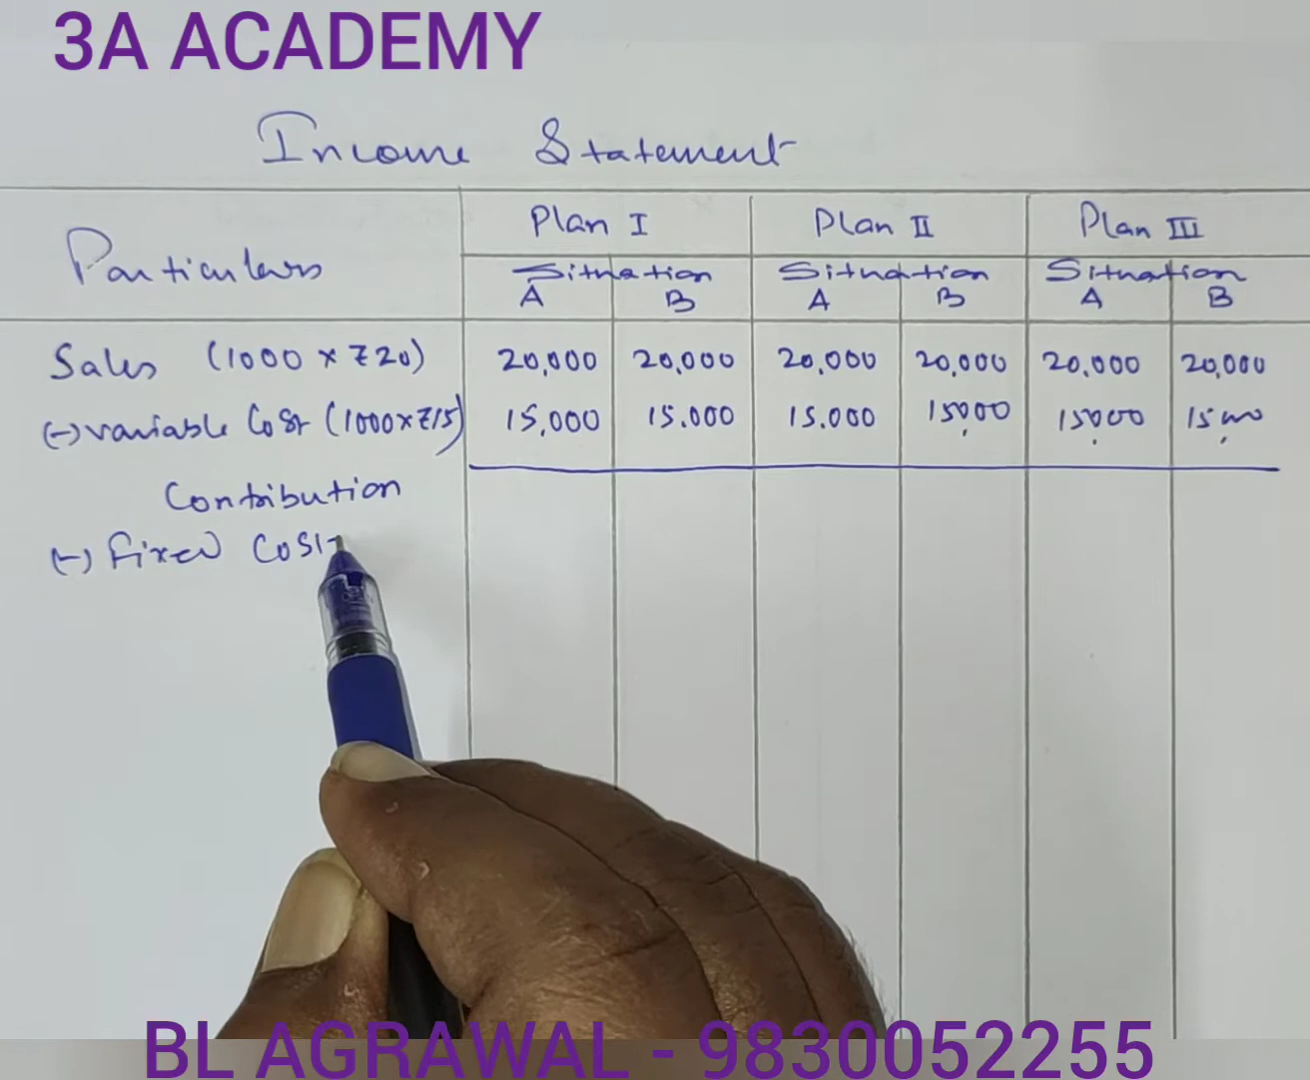 3A ACADEMY
Income Statement
Particulars Plan I Plan II Plan III
Situation Situation Situation
A B A B A B
Sales (1000 x ₹20) 20,000 20,000 20,000 20,000 20,000 20,000
(-) variable Cost (1000x₹15) 15,000 15.000 15.000 15000 15000 15000
Contribution
(-) Fixed Cost
BL AGRAWAL - 9830052255